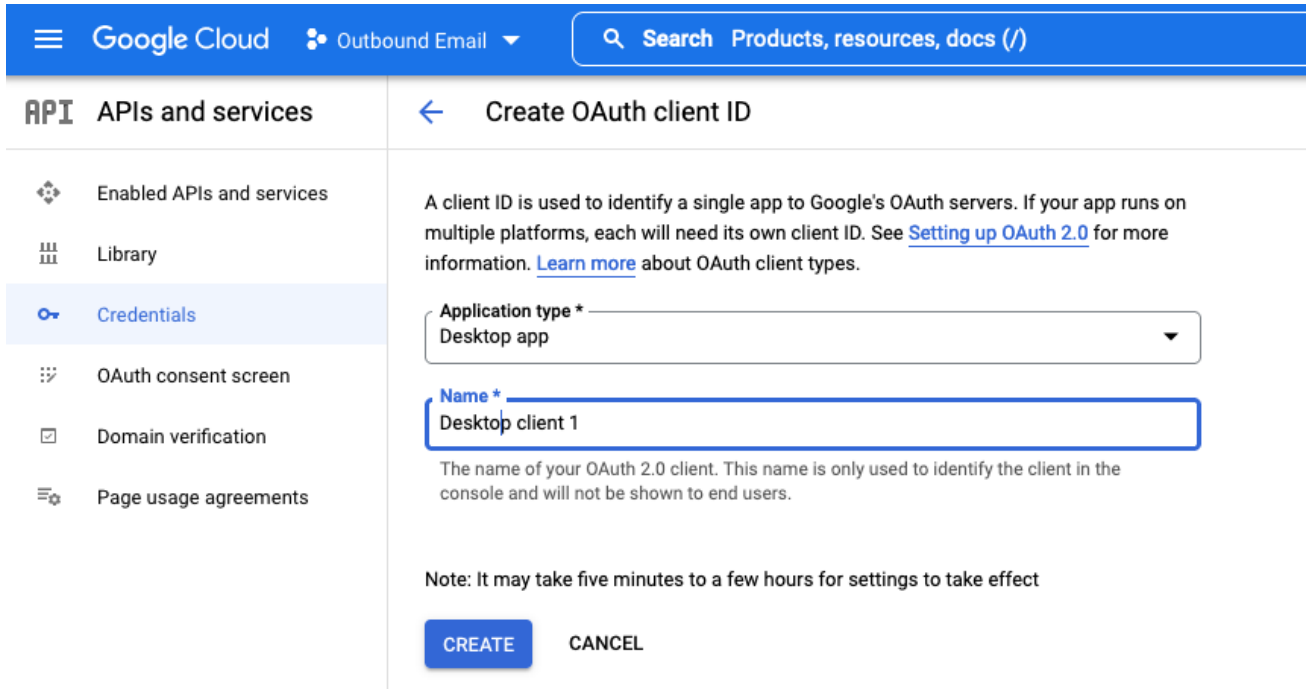 Google Cloud
Outbound Email
Search Products, resources, docs (/)
API APIs and services
Create OAuth client ID
Enabled APIs and services
Library
Credentials
OAuth consent screen
Domain verification
Page usage agreements
A client ID is used to identify a single app to Google's OAuth servers. If your app runs on
multiple platforms, each will need its own client ID. See Setting up OAuth 2.0 for more
information. Learn more about OAuth client types.
Application type *
Desktop app
Name *
Desktop client 1
The name of your OAuth 2.0 client. This name is only used to identify the client in the
console and will not be shown to end users.
Note: It may take five minutes to a few hours for settings to take effect
CREATE
CANCEL